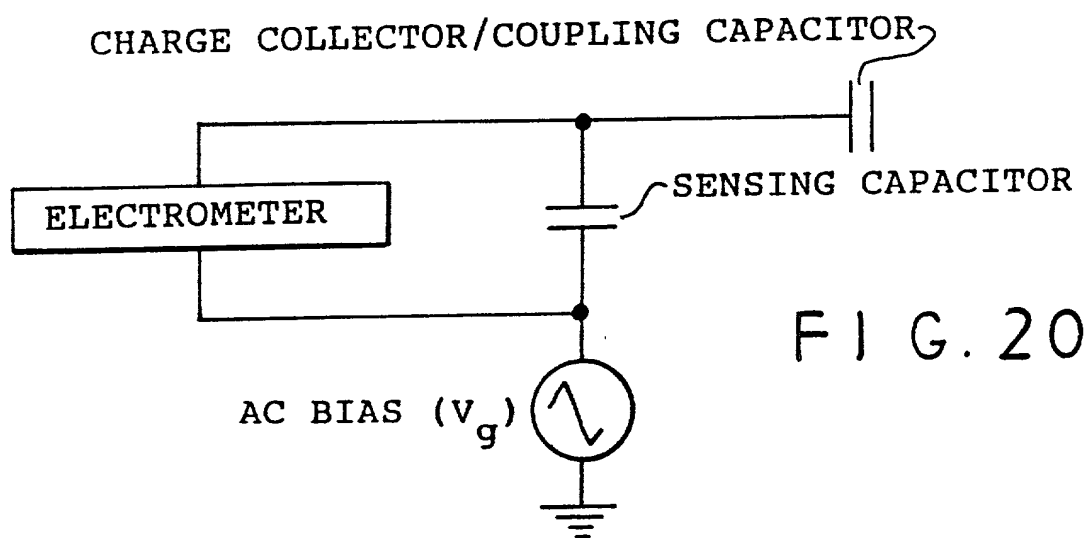 CHARGE COLLECTOR/COUPLING CAPACITOR
SENSING CAPACITOR
ELECTROMETER
FIG. 20
AC BIAS (Vg)